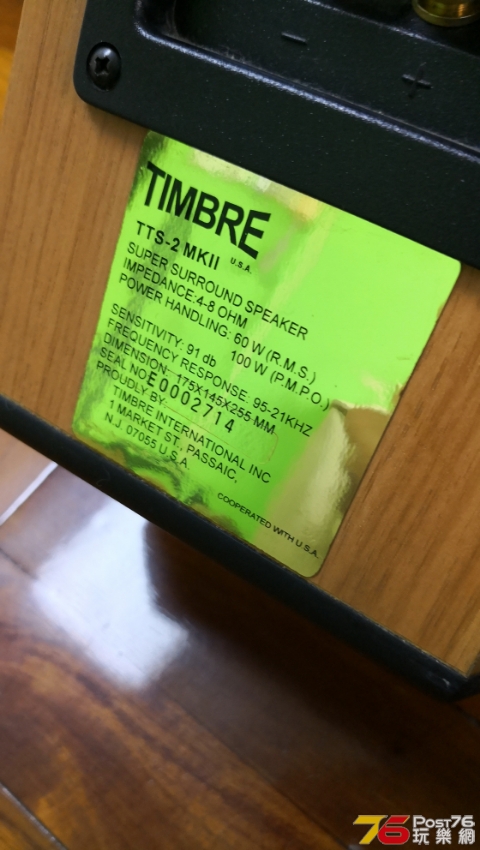 − +
TIMBRE
U.S.A.
TTS-2 MKII
SUPER SURROUND SPEAKER
IMPEDANCE:4-8 OHM
POWER HANDLING: 60 W (R.M.S.)
100 W (P.M.P.O.)
SENSITIVITY: 91 db
FREQUENCY RESPONSE: 95-21KHZ
DIMENSION: 175X145X255 MM
SEAL NO E0002714
PROUDLY BY:
TIMBRE INTERNATIONAL INC
1 MARKET ST., PASSAIC,
N.J. 07055 U.S.A
COOPERATED WITH U.S.A.
76 Post76
玩樂網